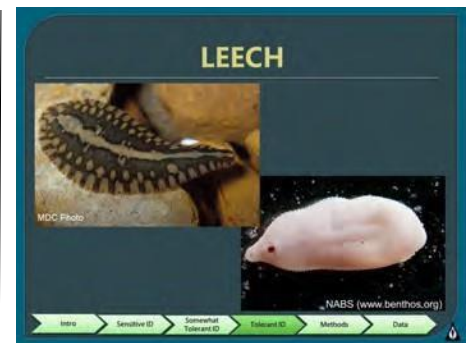 LEECH
MDC Photo
NABS (www.benthos.org)
Intro
Sensitive ID
Somewhat
Tolerant ID
Tolerant ID
Methods
Data